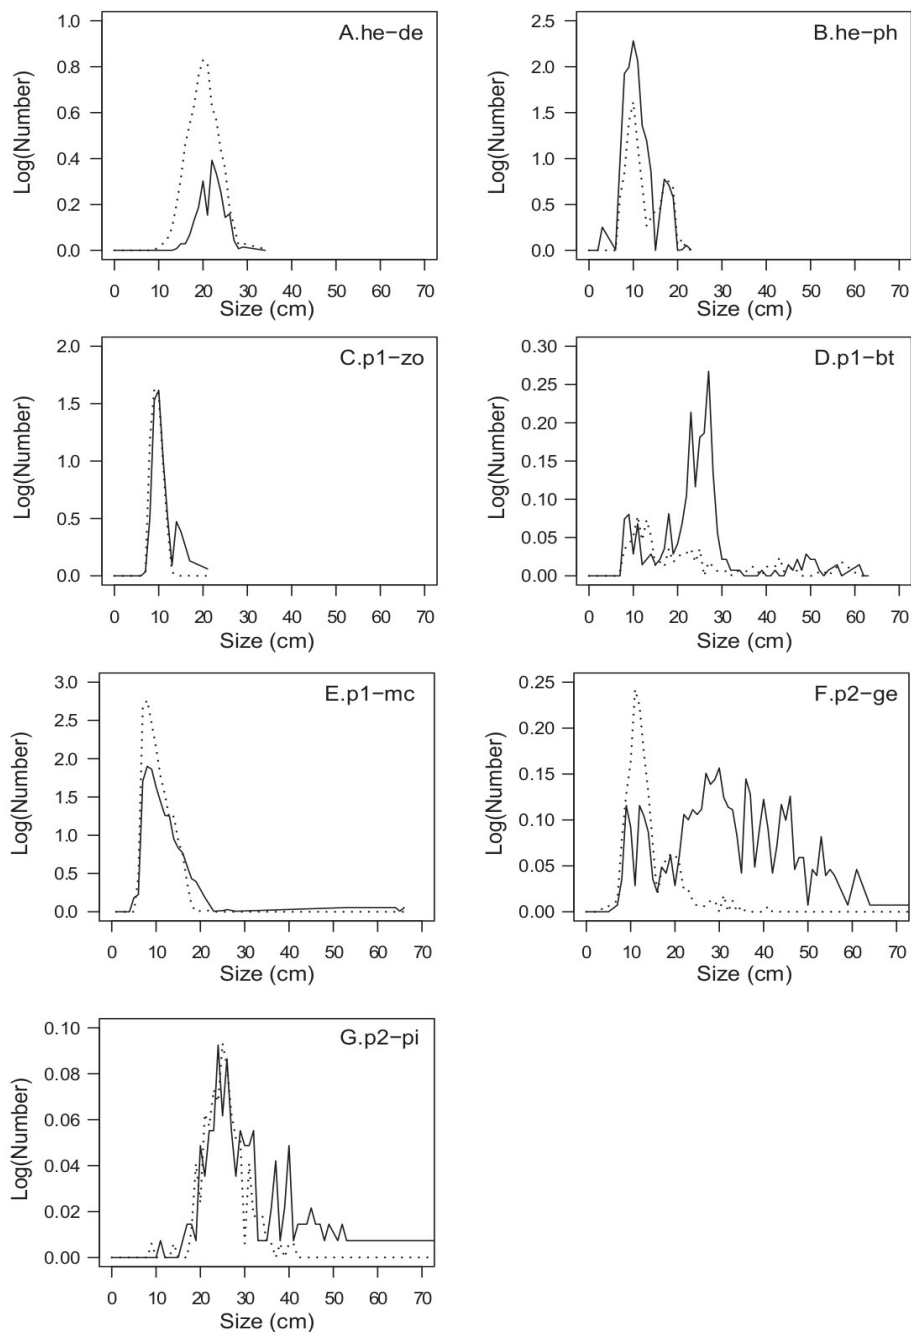 A.he−de
Log(Number)
1.0
0.8
0.6
0.4
0.2
0.0
0 10 20 30 40 50 60 70
Size (cm)
B.he−ph
Log(Number)
2.5
2.0
1.5
1.0
0.5
0.0
0 10 20 30 40 50 60 70
Size (cm)
C.p1−zo
Log(Number)
2.0
1.5
1.0
0.5
0.0
0 10 20 30 40 50 60 70
Size (cm)
D.p1−bt
Log(Number)
0.30
0.25
0.20
0.15
0.10
0.05
0.00
0 10 20 30 40 50 60 70
Size (cm)
E.p1−mc
Log(Number)
3.0
2.5
2.0
1.5
1.0
0.5
0.0
0 10 20 30 40 50 60 70
Size (cm)
F.p2−ge
Log(Number)
0.25
0.20
0.15
0.10
0.05
0.00
0 10 20 30 40 50 60 70
Size (cm)
G.p2−pi
Log(Number)
0.10
0.08
0.06
0.04
0.02
0.00
0 10 20 30 40 50 60 70
Size (cm)